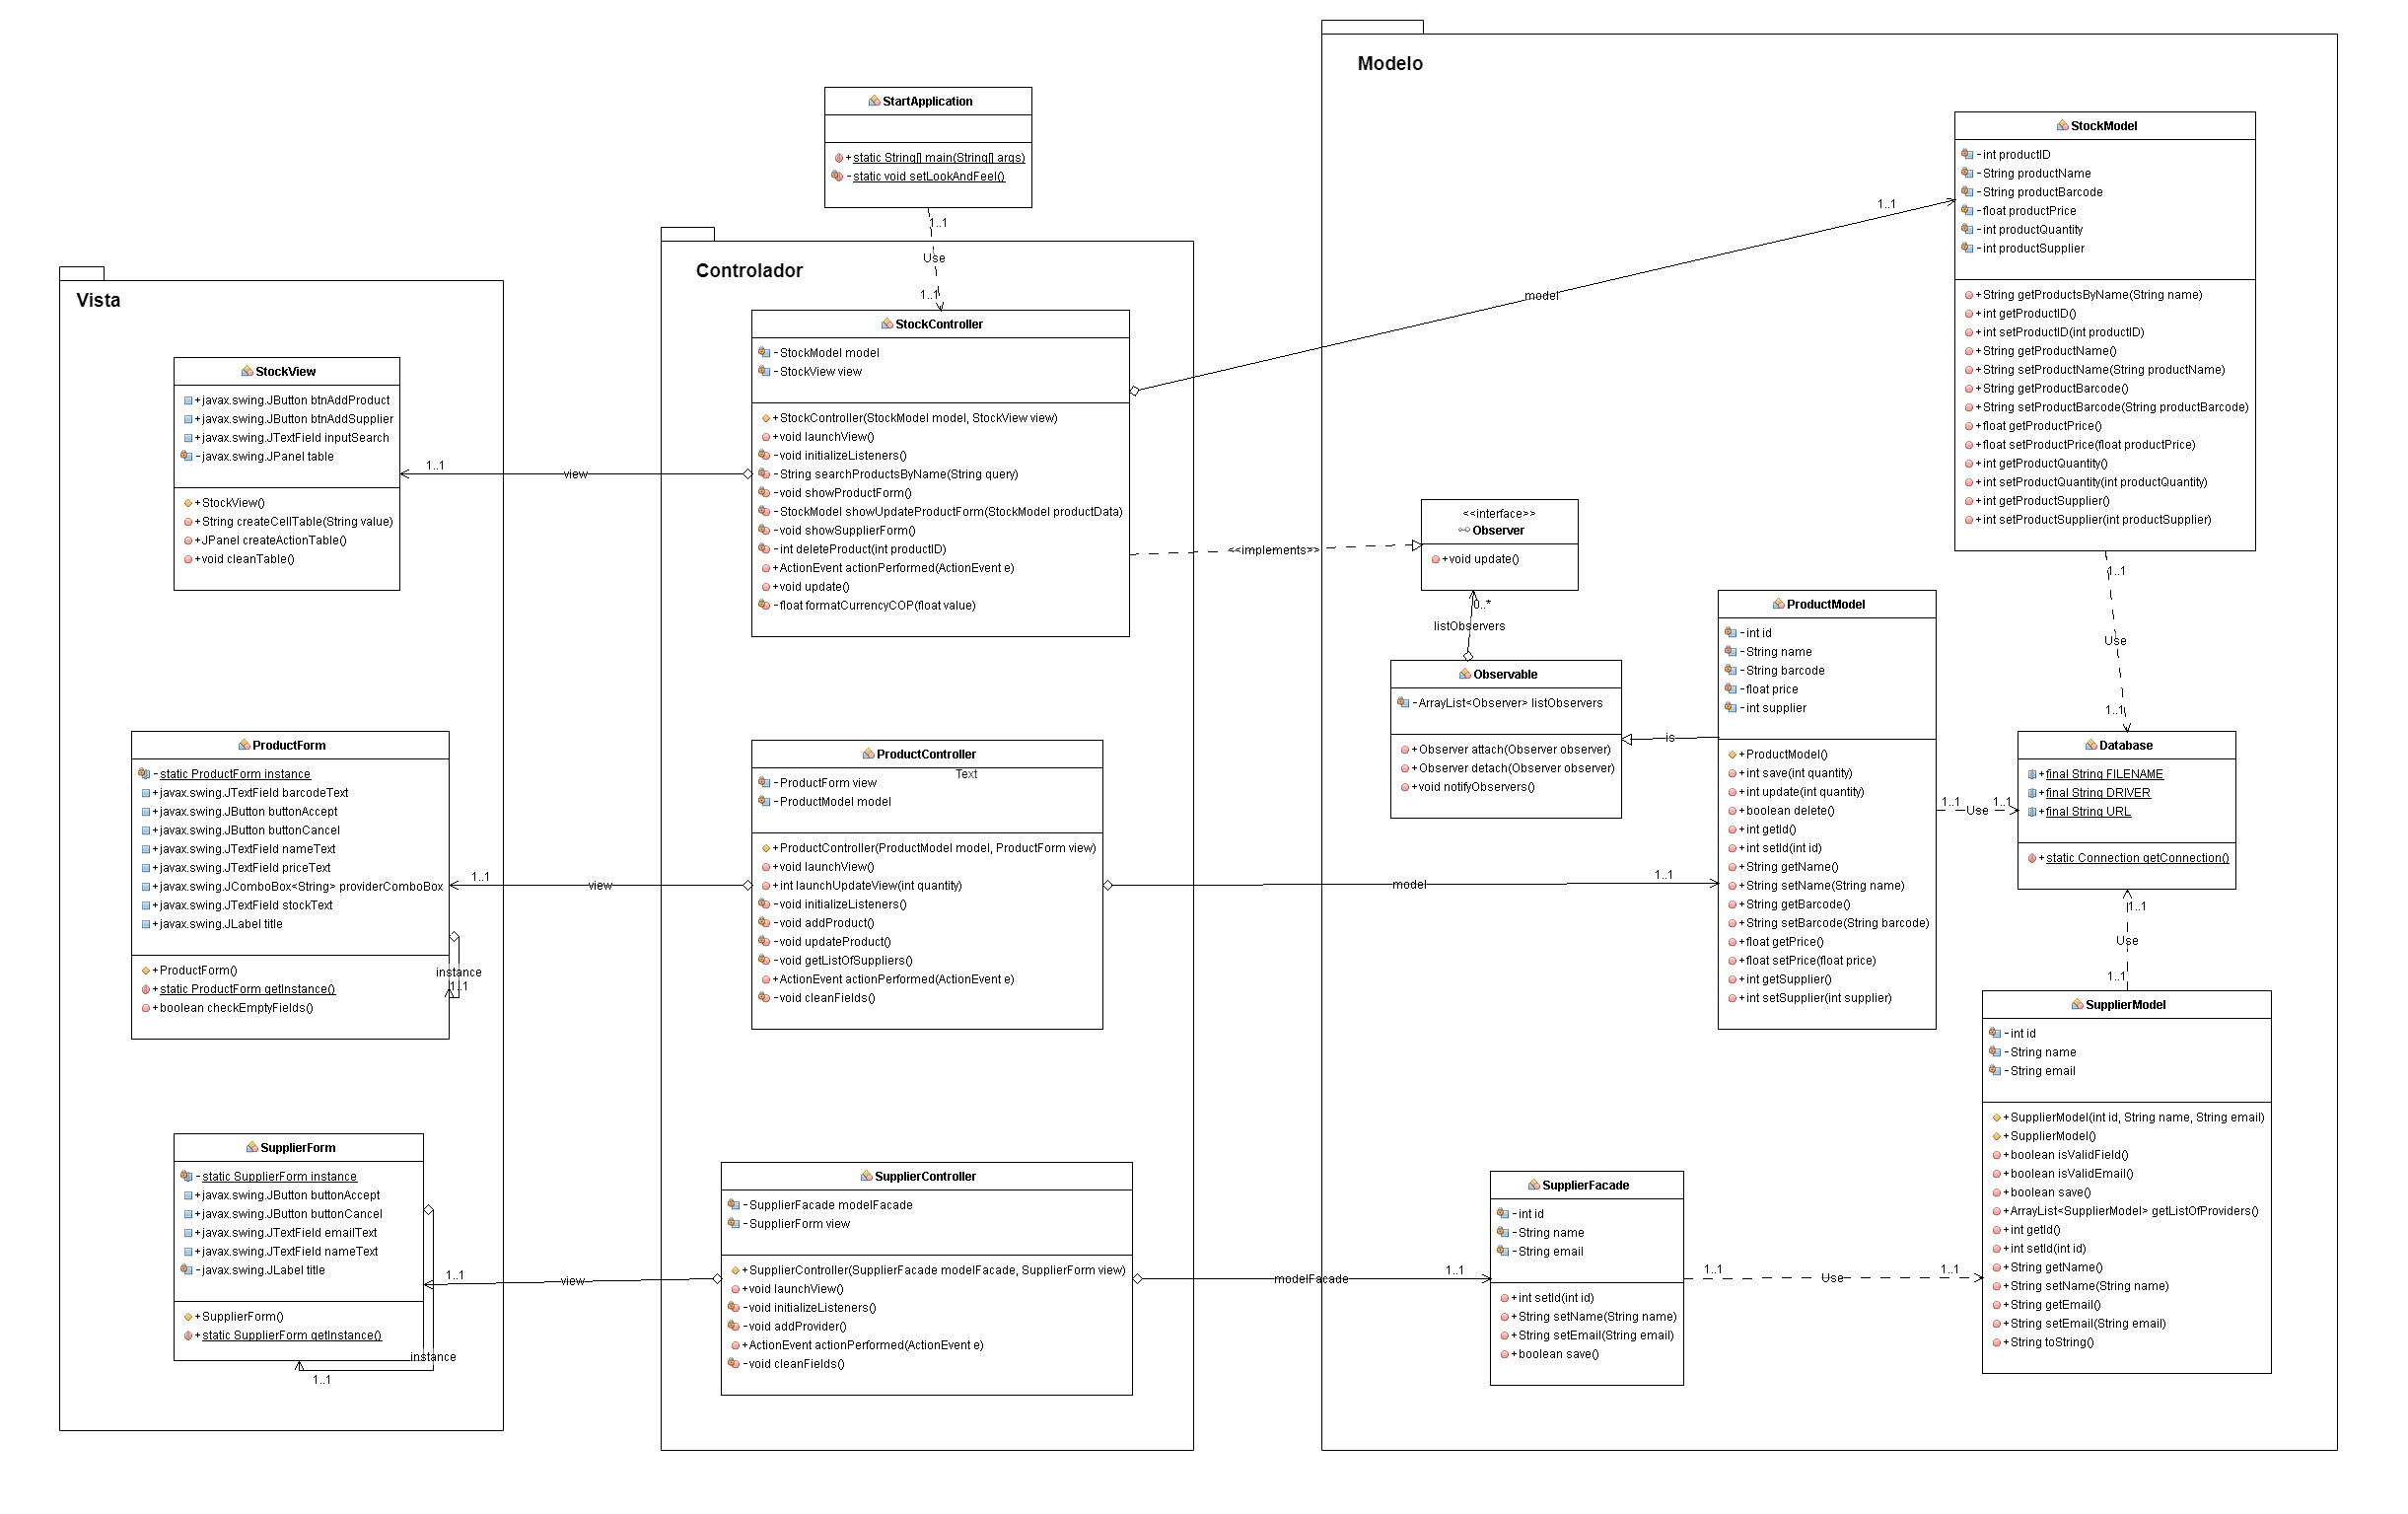 Modelo
StartApplication
+static String[] main(String[] args)
-static void setLookAndFeel()
1..1
Use
1..1
StockModel
-int productID
-String productName
-String productBarcode
-float productPrice
-int productQuantity
-int productSupplier
+String getProductsByName(String name)
+int getProductID()
+int setProductID(int productID)
+String getProductName()
+String setProductName(String productName)
+String getProductBarcode()
+String setProductBarcode(String productBarcode)
+float getProductPrice()
+float setProductPrice(float productPrice)
+int getProductQuantity()
+int setProductQuantity(int productQuantity)
+int getProductSupplier()
+int setProductSupplier(int productSupplier)
1..1
model
Controlador
Vista
StockController
-StockModel model
-StockView view
+StockController(StockModel model, StockView view)
+void launchView()
-void initializeListeners()
-String searchProductsByName(String query)
-void showProductForm()
-StockModel showUpdateProductForm(StockModel productData)
-void showSupplierForm()
-int deleteProduct(int productID)
+ActionEvent actionPerformed(ActionEvent e)
+void update()
-float formatCurrencyCOP(float value)
StockView
+javax.swing.JButton btnAddProduct
+javax.swing.JButton btnAddSupplier
+javax.swing.JTextField inputSearch
-javax.swing.JPanel table
+StockView()
+String createCellTable(String value)
+JPanel createActionTable()
+void cleanTable()
1..1
view
<<implements>>
<<interface>>
Observer
+void update()
0..*
listObservers
Observable
-ArrayList<Observer> listObservers
+Observer attach(Observer observer)
+Observer detach(Observer observer)
+void notifyObservers()
is
ProductModel
-int id
-String name
-String barcode
-float price
-int supplier
+ProductModel()
+int save(int quantity)
+int update(int quantity)
+boolean delete()
+int getId()
+int setId(int id)
+String getName()
+String setName(String name)
+String getBarcode()
+String setBarcode(String barcode)
+float getPrice()
+float setPrice(float price)
+int getSupplier()
+int setSupplier(int supplier)
1..1
Use
1..1
1..1
Use
1..1
Database
+final String FILENAME
+final String DRIVER
+final String URL
+static Connection getConnection()
1..1
Use
1..1
ProductForm
-static ProductForm instance
+javax.swing.JTextField barcodeText
+javax.swing.JButton buttonAccept
+javax.swing.JButton buttonCancel
+javax.swing.JTextField nameText
+javax.swing.JTextField priceText
+javax.swing.JComboBox<String> providerComboBox
+javax.swing.JTextField stockText
+javax.swing.JLabel title
+ProductForm()
+static ProductForm getInstance()
+boolean checkEmptyFields()
instance
1..1
1..1
view
ProductController
Text
-ProductForm view
-ProductModel model
+ProductController(ProductModel model, ProductForm view)
+void launchView()
+int launchUpdateView(int quantity)
-void initializeListeners()
-void addProduct()
-void updateProduct()
-void getListOfSuppliers()
+ActionEvent actionPerformed(ActionEvent e)
-void cleanFields()
model
1..1
SupplierModel
-int id
-String name
-String email
+SupplierModel(int id, String name, String email)
+SupplierModel()
+boolean isValidField()
+boolean isValidEmail()
+boolean save()
+ArrayList<SupplierModel> getListOfProviders()
+int getId()
+int setId(int id)
+String getName()
+String setName(String name)
+String getEmail()
+String setEmail(String email)
+String toString()
SupplierForm
-static SupplierForm instance
+javax.swing.JButton buttonAccept
+javax.swing.JButton buttonCancel
+javax.swing.JTextField emailText
+javax.swing.JTextField nameText
-javax.swing.JLabel title
+SupplierForm()
+static SupplierForm getInstance()
instance
1..1
1..1
view
SupplierController
-SupplierFacade modelFacade
-SupplierForm view
+SupplierController(SupplierFacade modelFacade, SupplierForm view)
+void launchView()
-void initializeListeners()
-void addProvider()
+ActionEvent actionPerformed(ActionEvent e)
-void cleanFields()
modelFacade
1..1
SupplierFacade
-int id
-String name
-String email
+int setId(int id)
+String setName(String name)
+String setEmail(String email)
+boolean save()
1..1
Use
1..1